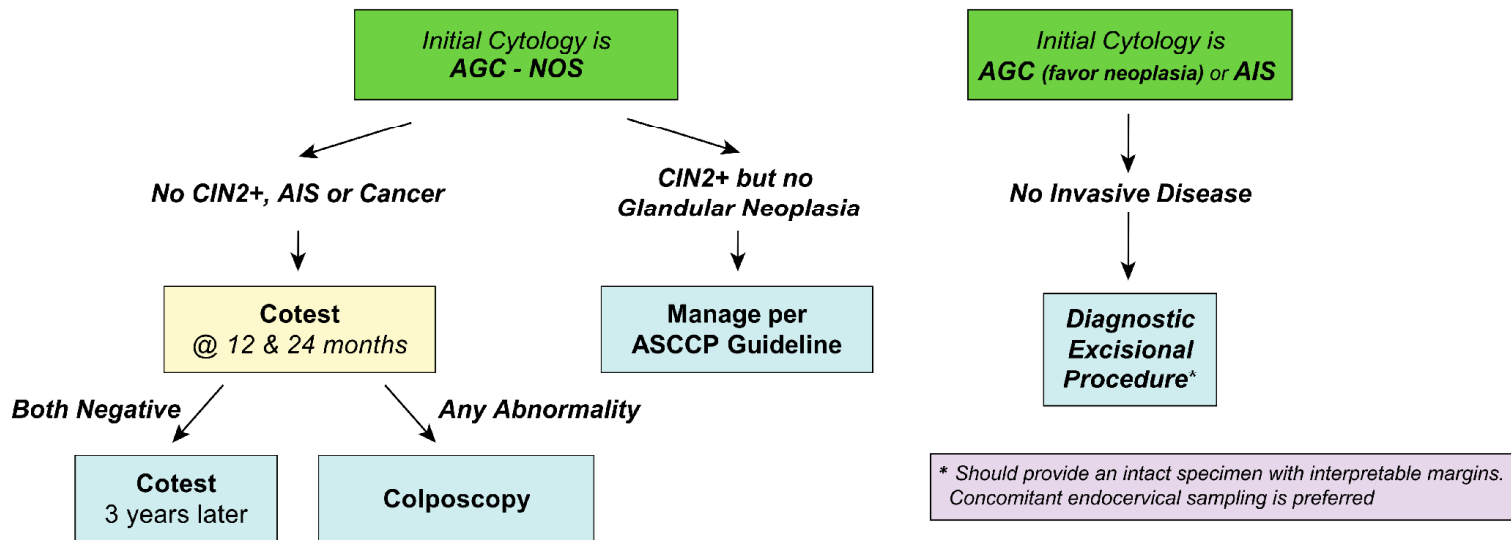 Initial Cytology is
AGC - NOS
Initial Cytology is
AGC (favor neoplasia) or AIS
No CIN2+, AIS or Cancer
CIN2+ but no
Glandular Neoplasia
No Invasive Disease
Cotest
@ 12 & 24 months
Manage per
ASCCP Guideline
Diagnostic
Excisional
Procedure*
Both Negative
Any Abnormality
Cotest
3 years later
Colposcopy
* Should provide an intact specimen with interpretable margins.
Concomitant endocervical sampling is preferred